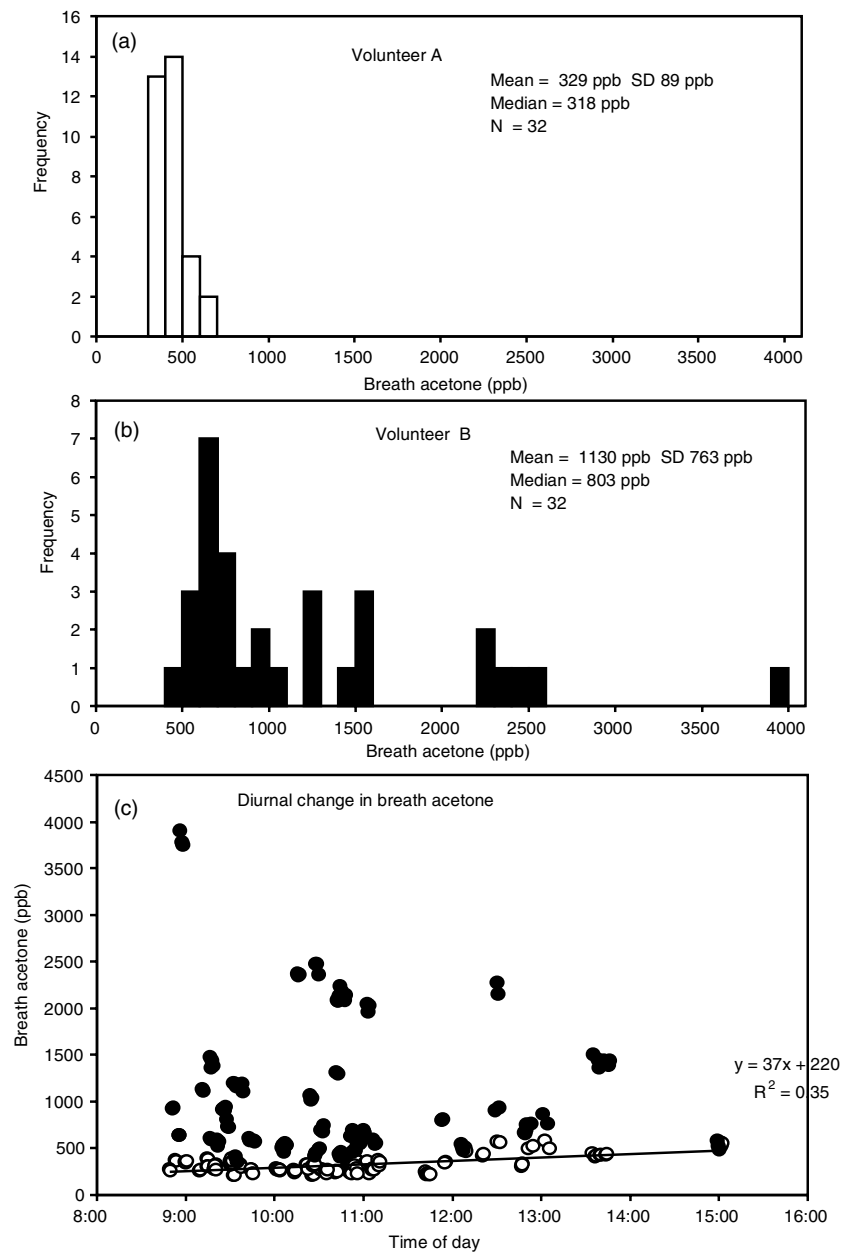 16
(a)
Volunteer A
14
Mean = 329 ppb SD 89 ppb
Median = 318 ppb
N = 32
12
10
8
6
4
2
0
Frequency
0 500 1000 1500 2000 2500 3000 3500 4000
Breath acetone (ppb)
8
(b)
Volunteer B
7
Mean = 1130 ppb SD 763 ppb
Median = 803 ppb
N = 32
6
5
4
3
2
1
0
Frequency
0 500 1000 1500 2000 2500 3000 3500 4000
Breath acetone (ppb)
4500
(c)
Diurnal change in breath acetone
4000
3500
3000
2500
2000
1500
1000
500
0
Breath acetone (ppb)
y = 37x + 220
R² = 0.35
8:00 9:00 10:00 11:00 12:00 13:00 14:00 15:00 16:00
Time of day